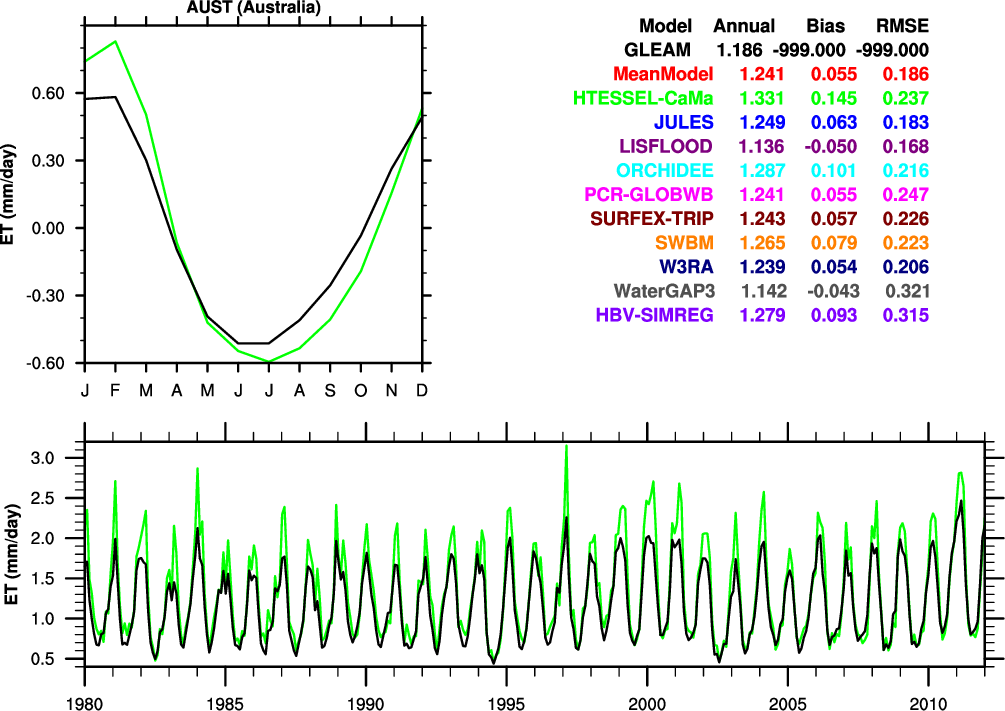 AUST (Australia)
ET (mm/day)
0.60
0.30
0.00
-0.30
-0.60
J F M A M J J A S O N D
Model Annual Bias RMSE
GLEAM 1.186 -999.000 -999.000
MeanModel 1.241 0.055 0.186
HTESSEL-CaMa 1.331 0.145 0.237
JULES 1.249 0.063 0.183
LISFLOOD 1.136 -0.050 0.168
ORCHIDEE 1.287 0.101 0.216
PCR-GLOBWB 1.241 0.055 0.247
SURFEX-TRIP 1.243 0.057 0.226
SWBM 1.265 0.079 0.223
W3RA 1.239 0.054 0.206
WaterGAP3 1.142 -0.043 0.321
HBV-SIMREG 1.279 0.093 0.315
ET (mm/day)
3.0
2.5
2.0
1.5
1.0
0.5
1980 1985 1990 1995 2000 2005 2010